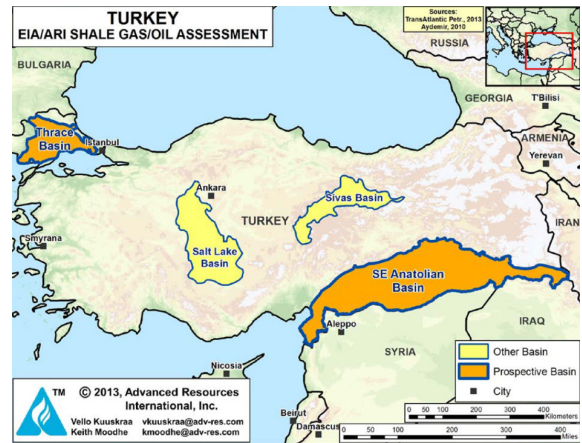 TURKEY
EIA/ARI SHALE GAS/OIL ASSESSMENT
Sources:
TransAtlantic Petr., 2013
Aydemir, 2010
RUSSIA
BULGARIA
GEORGIA
T'Bilisi
Thrace
Basin
Istanbul
ARMENIA
Yerevan
Ankara
Sivas Basin
TURKEY
IRAN
Smyrana
Salt Lake
Basin
SE Anatolian
Basin
Aleppo
IRAQ
Nicosia
SYRIA
Other Basin
Prospective Basin
City
TM
© 2013, Advanced Resources
International, Inc.
Vello Kuuskraa vkuuskraa@adv-res.com
Keith Moodhe kmoodhe@adv-res.com
Beirut
Damascus
0 50 100 200 300 400
Kilometers
0 50 100 200 300 400
Miles